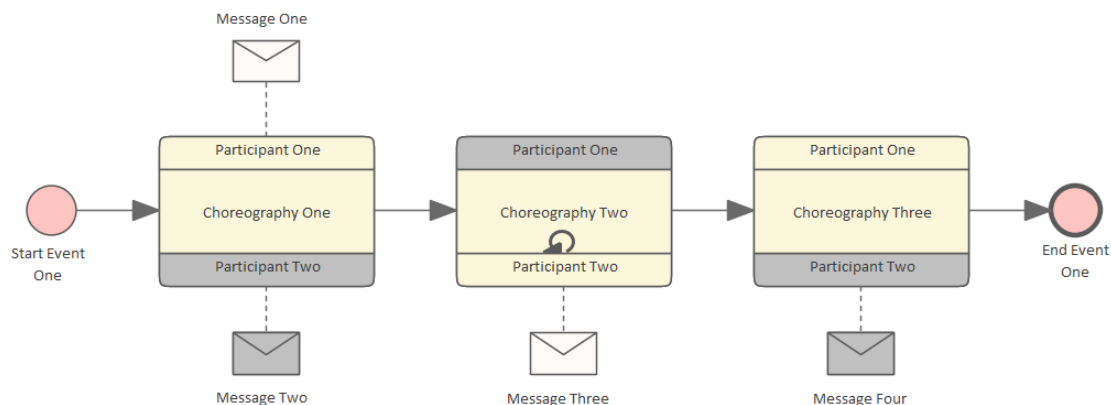 Message One
Participant One
Participant One
Participant One
Choreography One
Choreography Two
Choreography Three
Start Event
One
End Event
One
Participant Two
Participant Two
Participant Two
Message Two
Message Three
Message Four